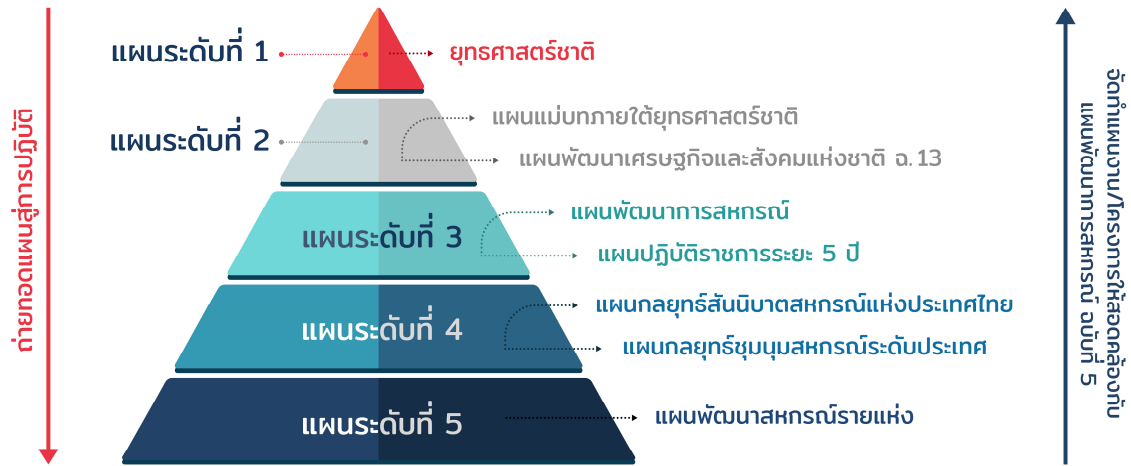 แผนระดับที่ 1
ยุทธศาสตร์ชาติ
แผนระดับที่ 2
แผนแม่บทภายใต้ยุทธศาสตร์ชาติ
แผนพัฒนาเศรษฐกิจและสังคมแห่งชาติ ฉ. 13
แผนระดับที่ 3
แผนพัฒนาการสหกรณ์
แผนปฏิบัติราชการระยะ 5 ปี
แผนระดับที่ 4
แผนกลยุทธ์สันนิบาตสหกรณ์แห่งประเทศไทย
แผนกลยุทธ์ชุมนุมสหกรณ์ระดับประเทศ
แผนระดับที่ 5
แผนพัฒนาสหกรณ์รายแห่ง
ถ่ายทอดแผนสู่การปฏิบัติ
จัดทำแผนงาน/โครงการให้สอดคล้องกับ
แผนพัฒนาการสหกรณ์ ฉบับที่ 5